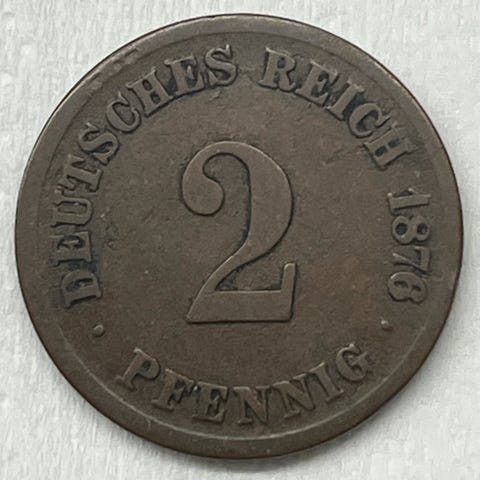 DEUTSCHES REICH 1876
2
· PFENNIG ·